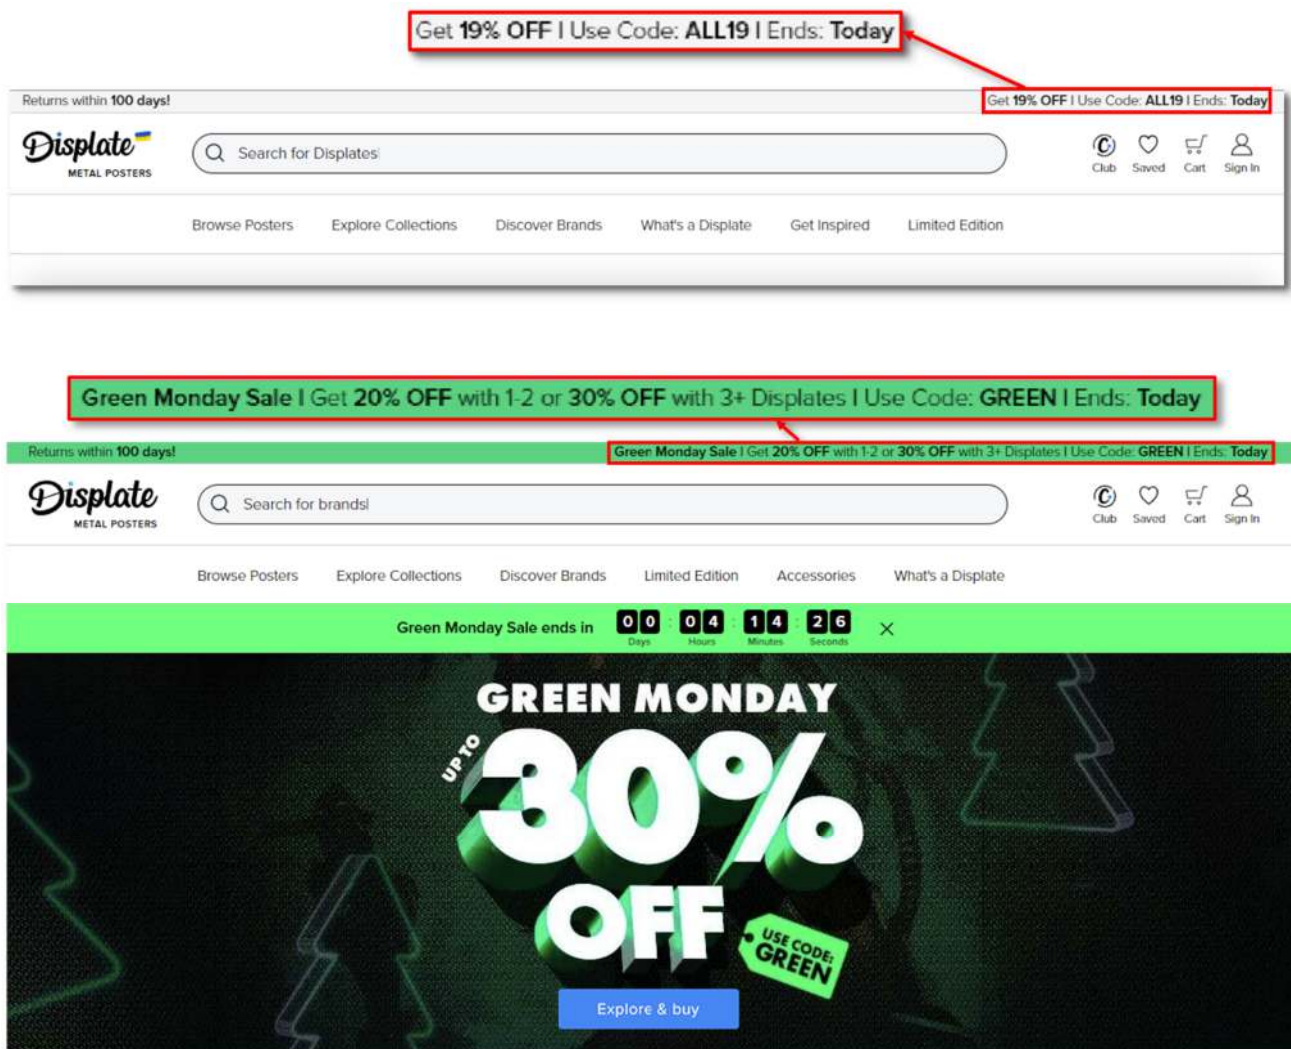 Get 19% OFF I Use Code: ALL19 I Ends: Today
Returns within 100 days!
Get 19% OFF I Use Code: ALL19 I Ends: Today
Displate
METAL POSTERS
Search for Displates
Club
Saved
Cart
Sign In
Browse Posters
Explore Collections
Discover Brands
What's a Displate
Get Inspired
Limited Edition
Green Monday Sale I Get 20% OFF with 1-2 or 30% OFF with 3+ Displates I Use Code: GREEN I Ends: Today
Returns within 100 days!
Green Monday Sale I Get 20% OFF with 1-2 or 30% OFF with 3+ Displates I Use Code: GREEN I Ends: Today
Displate
METAL POSTERS
Search for brands
Club
Saved
Cart
Sign In
Browse Posters
Explore Collections
Discover Brands
Limited Edition
Accessories
What's a Displate
Green Monday Sale ends in
00 : 04 : 14 : 26
Days
Hours
Minutes
Seconds
GREEN MONDAY
UP TO
30%
OFF
USE CODE:
GREEN
Explore & buy